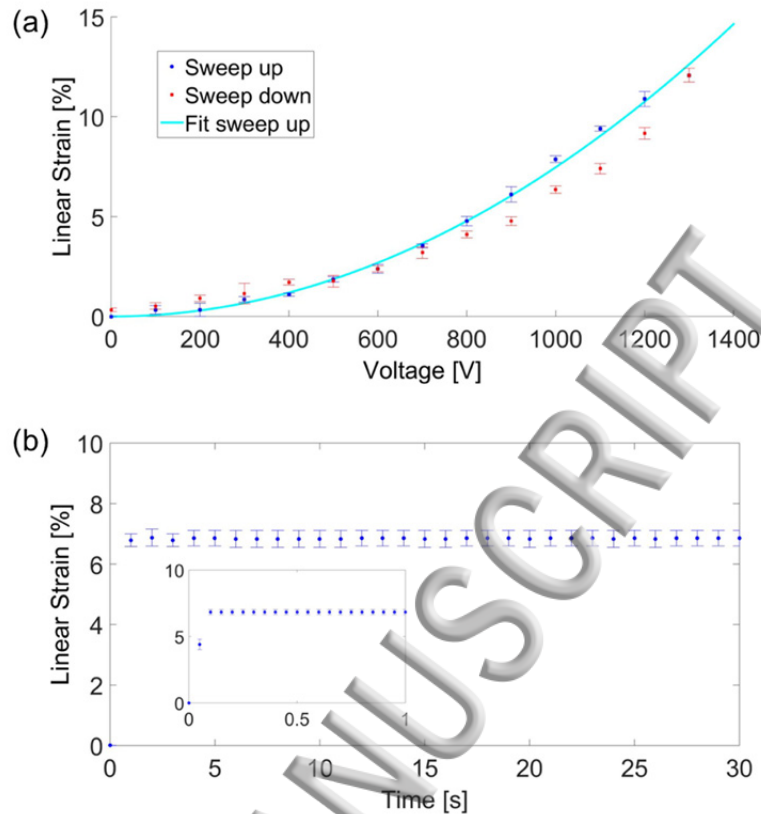 (a)
15
10
5
0
Linear Strain [%]
Sweep up
Sweep down
Fit sweep up
0 200 400 600 800 1000 1200 1400
Voltage [V]
(b)
10
8
6
4
2
0
Linear Strain [%]
10
5
0
0 0.5 1
0 5 10 15 20 25 30
Time [s]
MANUSCRIPT